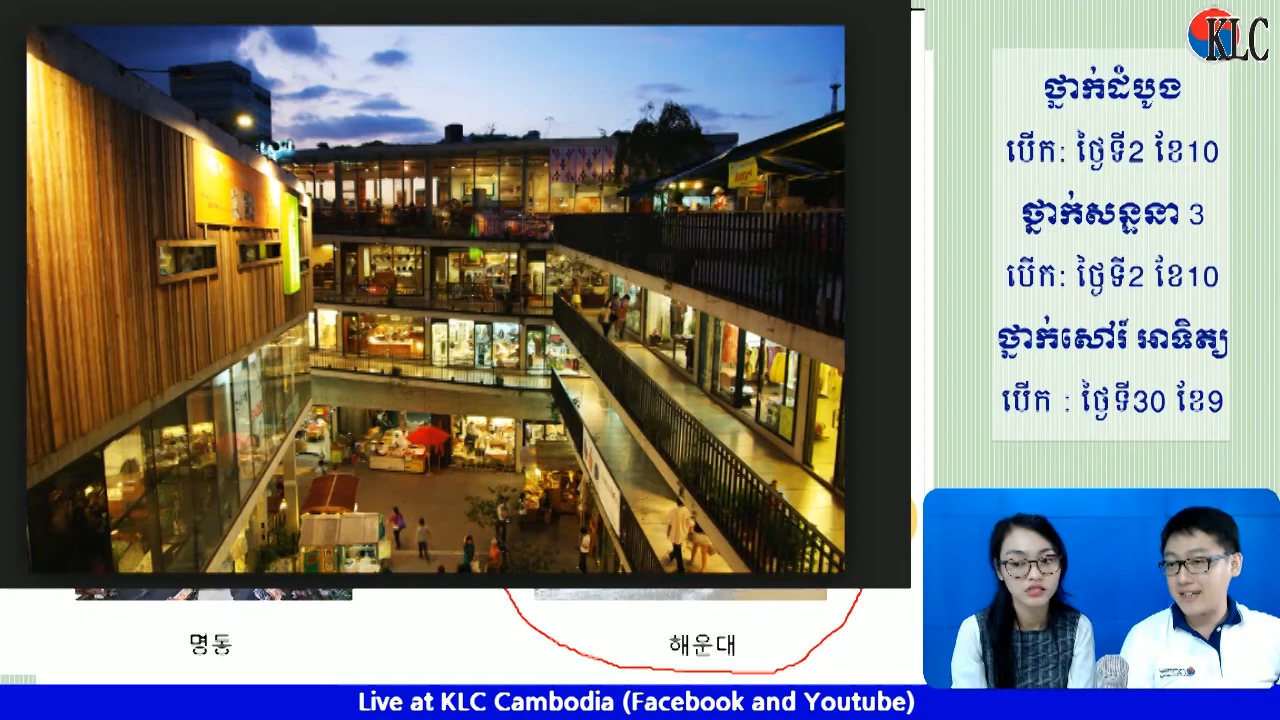 KLC
ថ្នាក់ដំបូង
បើក: ថ្ងៃទី2 ខែ10
ថ្នាក់សន្ទនា 3
បើក: ថ្ងៃទី2 ខែ10
ថ្នាក់សៅរ៍ អាទិត្យ
បើក : ថ្ងៃទី30 ខែ9
명동
해운대
Live at KLC Cambodia (Facebook and Youtube)